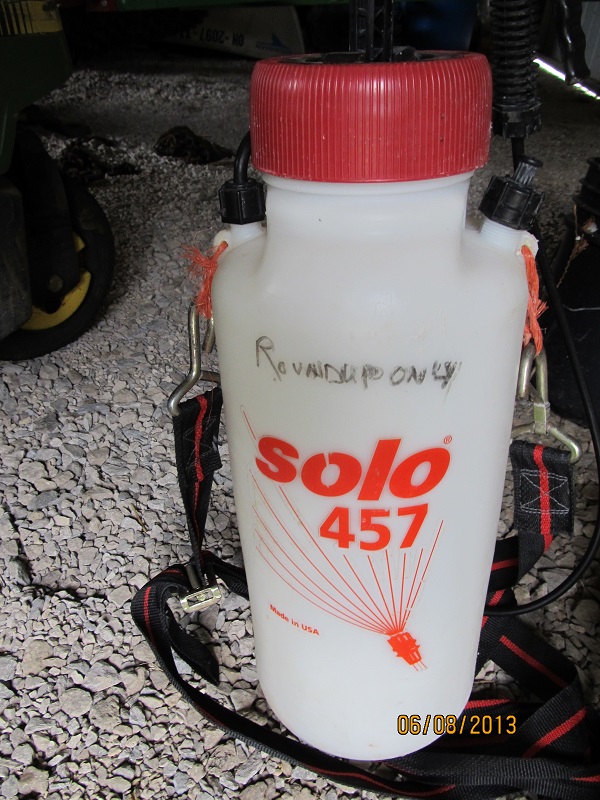 ROUNDUP ONLY
solo®
457
Made in USA
06/08/2013